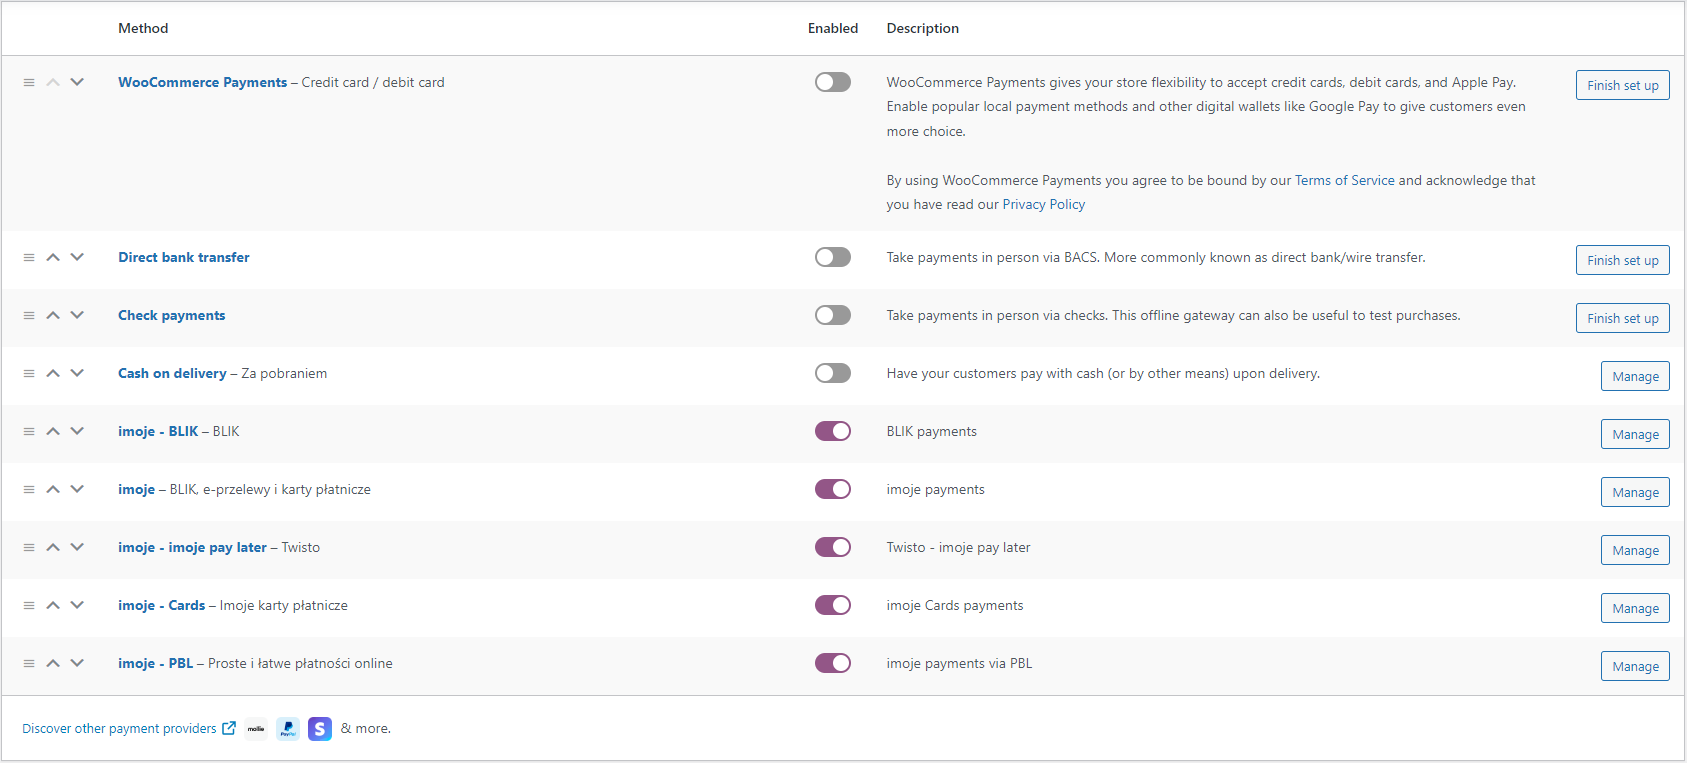 Method Enabled Description
WooCommerce Payments – Credit card / debit card
WooCommerce Payments gives your store flexibility to accept credit cards, debit cards, and Apple Pay.
Enable popular local payment methods and other digital wallets like Google Pay to give customers even
more choice.
By using WooCommerce Payments you agree to be bound by our Terms of Service and acknowledge that
you have read our Privacy Policy
Finish set up
Direct bank transfer
Take payments in person via BACS. More commonly known as direct bank/wire transfer.
Finish set up
Check payments
Take payments in person via checks. This offline gateway can also be useful to test purchases.
Finish set up
Cash on delivery – Za pobraniem
Have your customers pay with cash (or by other means) upon delivery.
Manage
imoje - BLIK – BLIK
BLIK payments
Manage
imoje – BLIK, e-przelewy i karty płatnicze
imoje payments
Manage
imoje - imoje pay later – Twisto
Twisto - imoje pay later
Manage
imoje - Cards – Imoje karty płatnicze
imoje Cards payments
Manage
imoje - PBL – Proste i łatwe płatności online
imoje payments via PBL
Manage
Discover other payment providers mollie PayPal S & more.